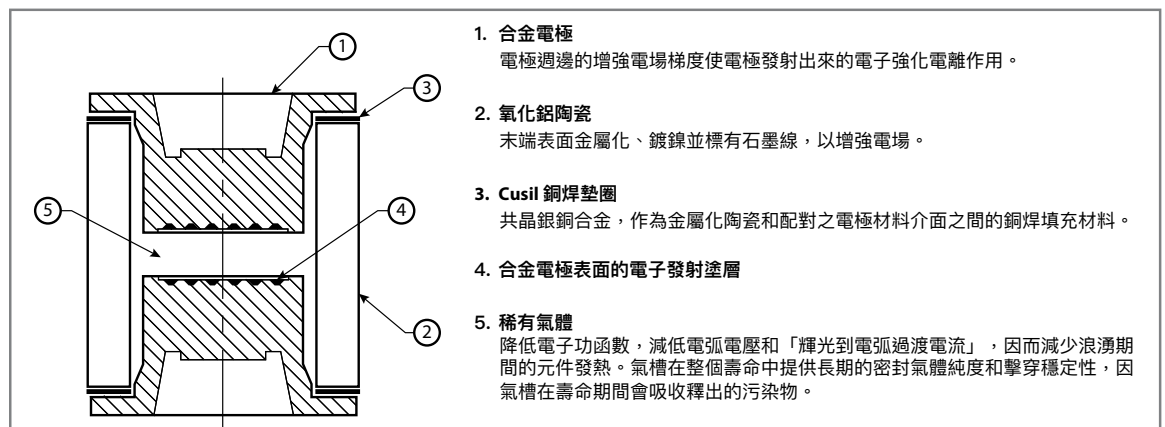 1
3
5
4
2
1. 合金電極
電極週邊的增強電場梯度使電極發射出來的電子強化電離作用。
2. 氧化鋁陶瓷
末端表面金屬化、鍍鎳並標有石墨線，以增強電場。
3. Cusil 銅焊墊圈
共晶銀銅合金，作為金屬化陶瓷和配對之電極材料介面之間的銅焊填充材料。
4. 合金電極表面的電子發射塗層
5. 稀有氣體
降低電子功函數，減低電弧電壓和「輝光到電弧過渡電流」，因而減少浪湧期
間的元件發熱。氣槽在整個壽命中提供長期的密封氣體純度和擊穿穩定性，因
氣槽在壽命期間會吸收釋出的污染物。